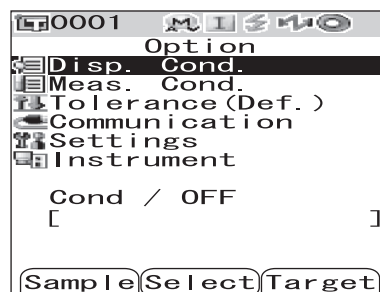 0001 M I
Option
Disp. Cond.
Meas. Cond.
Tolerance(Def.)
Communication
Settings
Instrument
Cond / OFF
[ ]
Sample Select Target